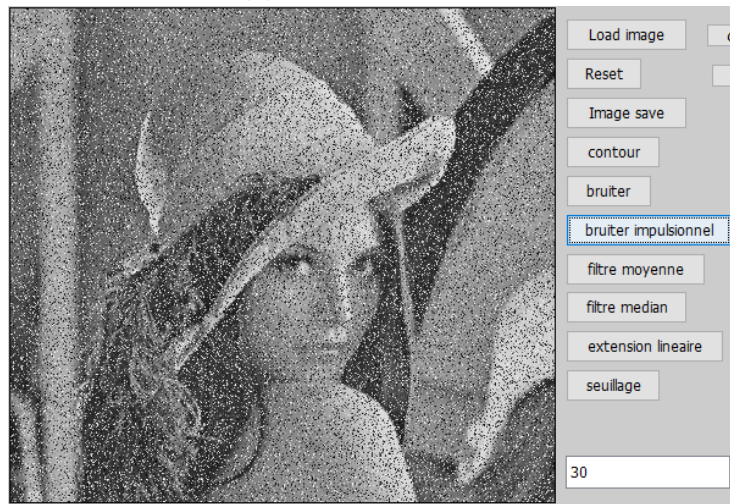 Load image
Reset
Image save
contour
bruiter
bruiter impulsionnel
filtre moyenne
filtre median
extension lineaire
seuillage
30